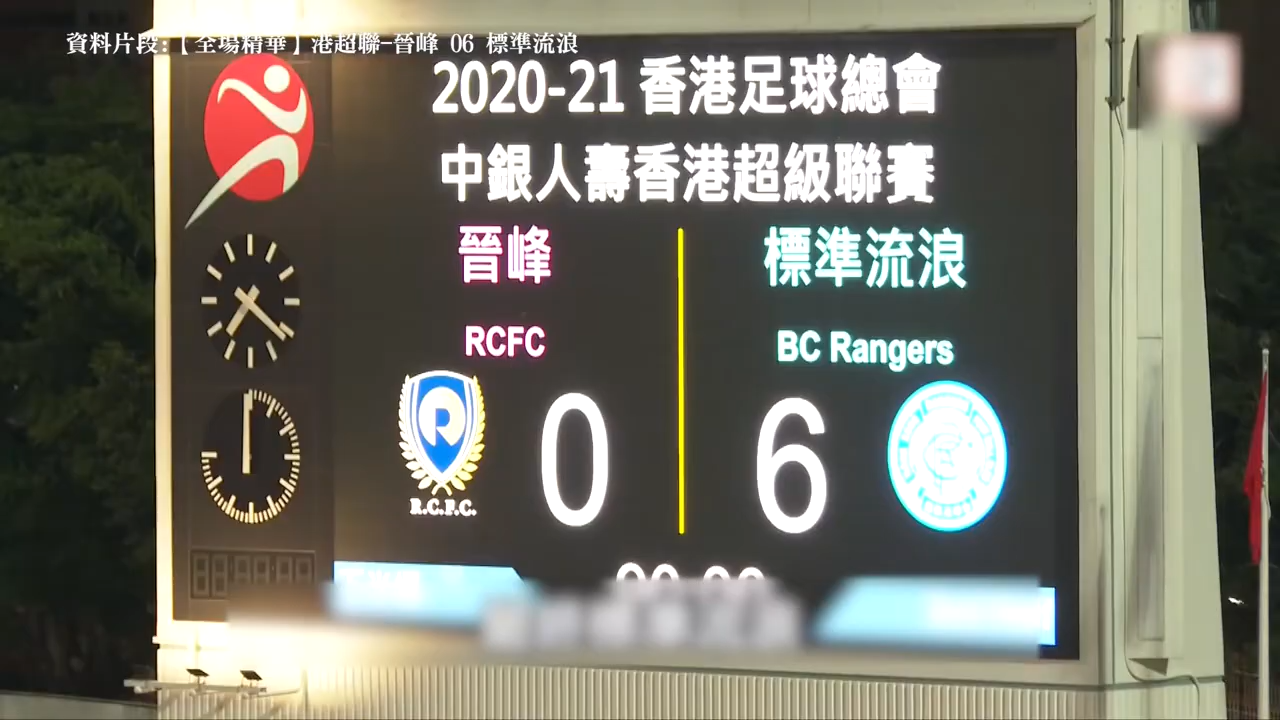 資料片段:【全場精華】港超聯-晉峰 06 標準流浪
2020-21 香港足球總會
中銀人壽香港超級聯賽
晉峰
標準流浪
RCFC
BC Rangers
0
6
R.C.F.C.